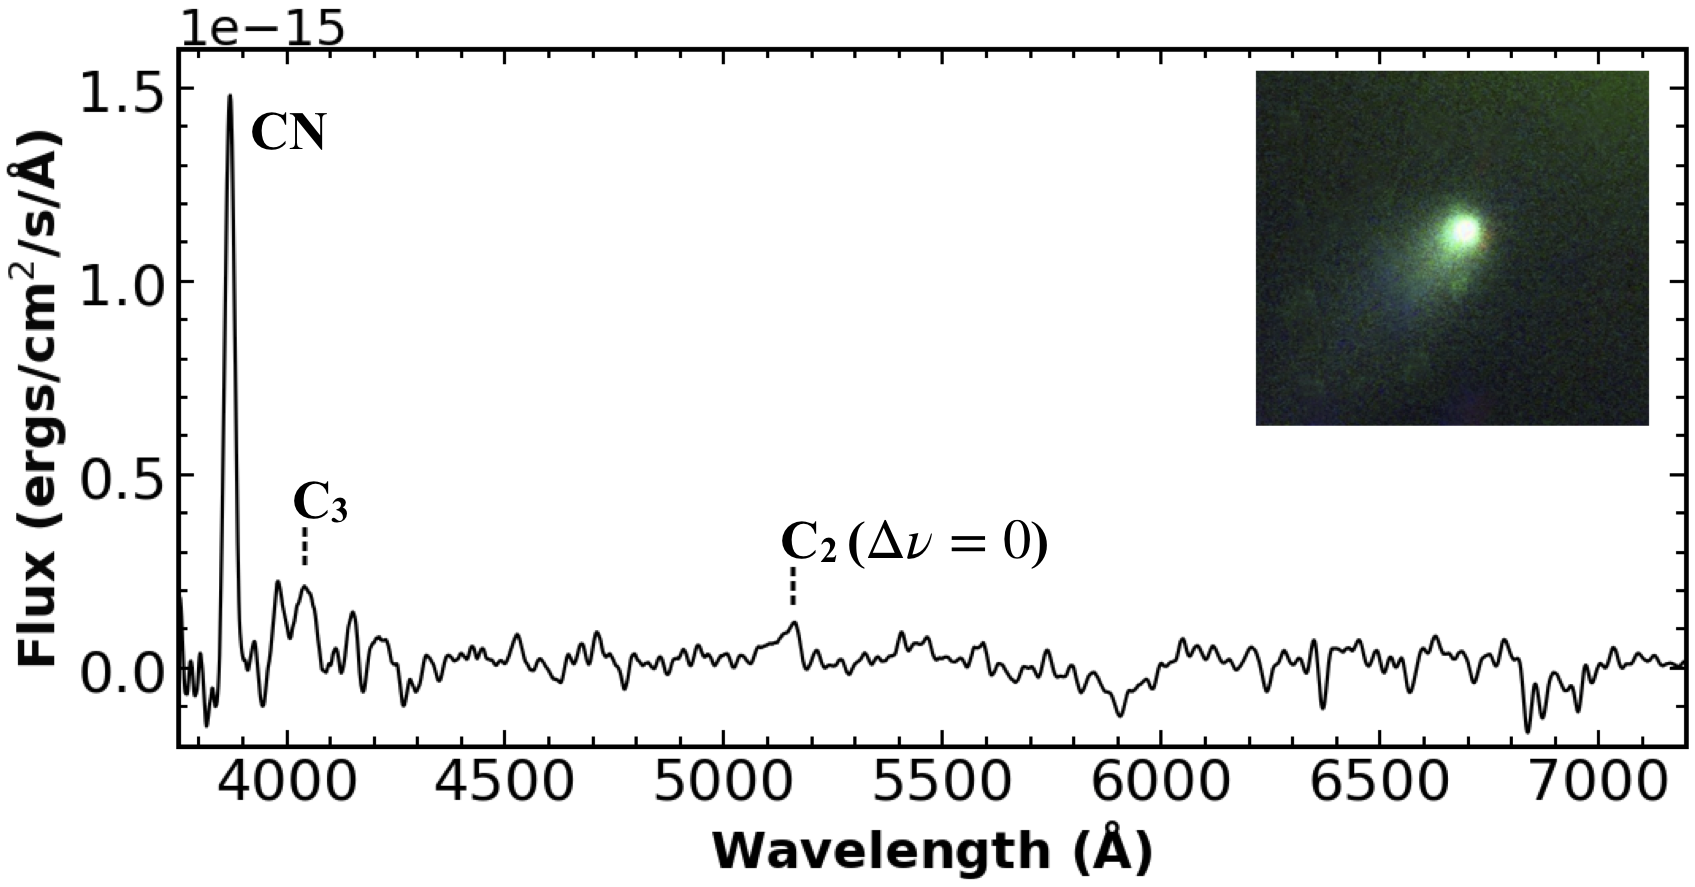 1e−15
1.5
1.0
0.5
0.0
Flux (ergs/cm²/s/Å)
CN
C₃
C₂ (Δν = 0)
4000 4500 5000 5500 6000 6500 7000
Wavelength (Å)